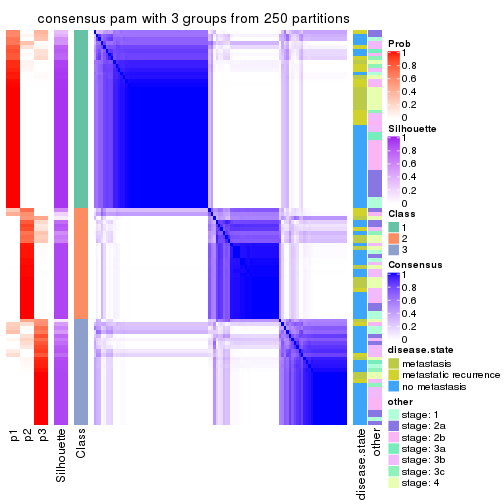 consensus pam with 3 groups from 250 partitions
Prob
1
0.8
0.6
0.4
0.2
0
Silhouette
1
0.8
0.6
0.4
0.2
0
Class
1
2
3
Consensus
1
0.8
0.6
0.4
0.2
0
disease.state
metastasis
metastatic recurrence
no metastasis
other
stage: 1
stage: 2a
stage: 2b
stage: 3a
stage: 3b
stage: 3c
stage: 4
p1
p2
p3
Silhouette
Class
disease.state
other